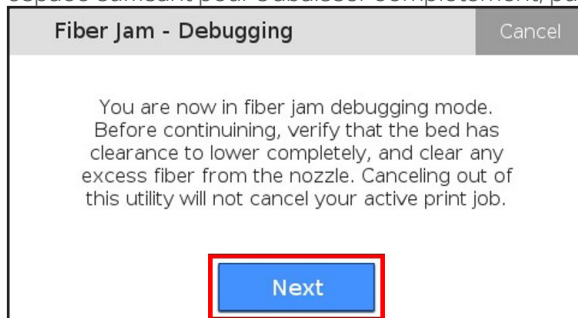 Fiber Jam - Debugging
Cancel
You are now in fiber jam debugging mode.
Before continuining, verify that the bed has
clearance to lower completely, and clear any
excess fiber from the nozzle. Canceling out of
this utility will not cancel your active print job.
Next